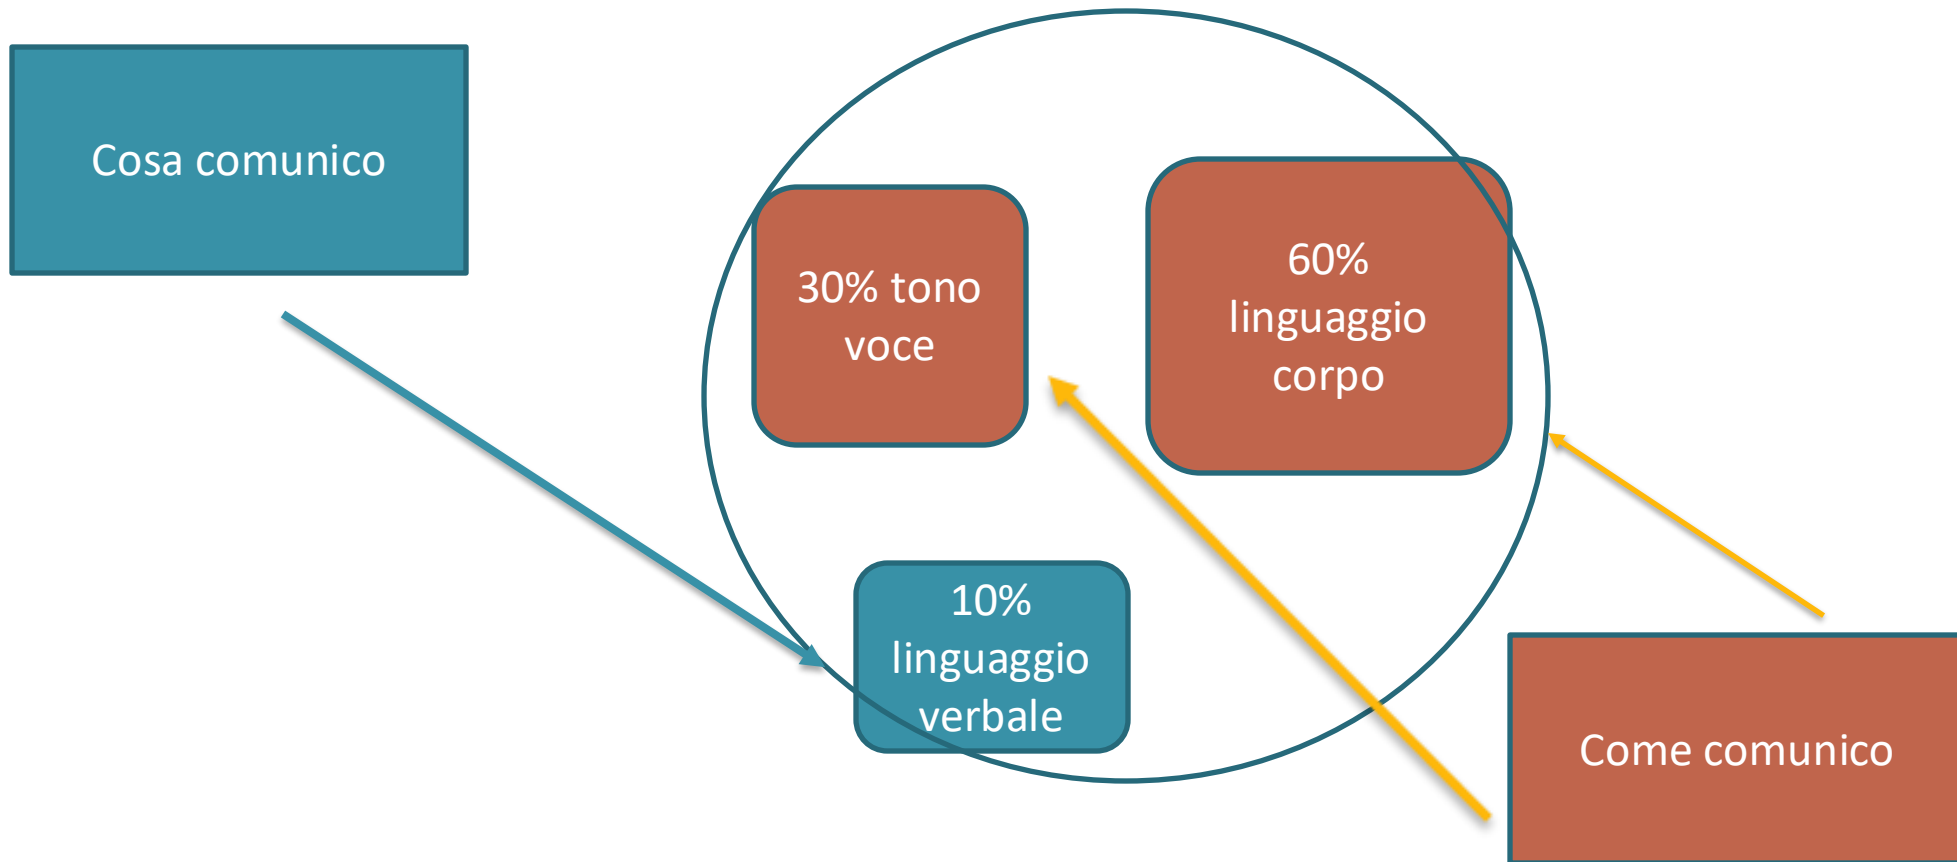 Cosa comunico
30% tono
voce
60%
linguaggio
corpo
10%
linguaggio
verbale
Come comunico